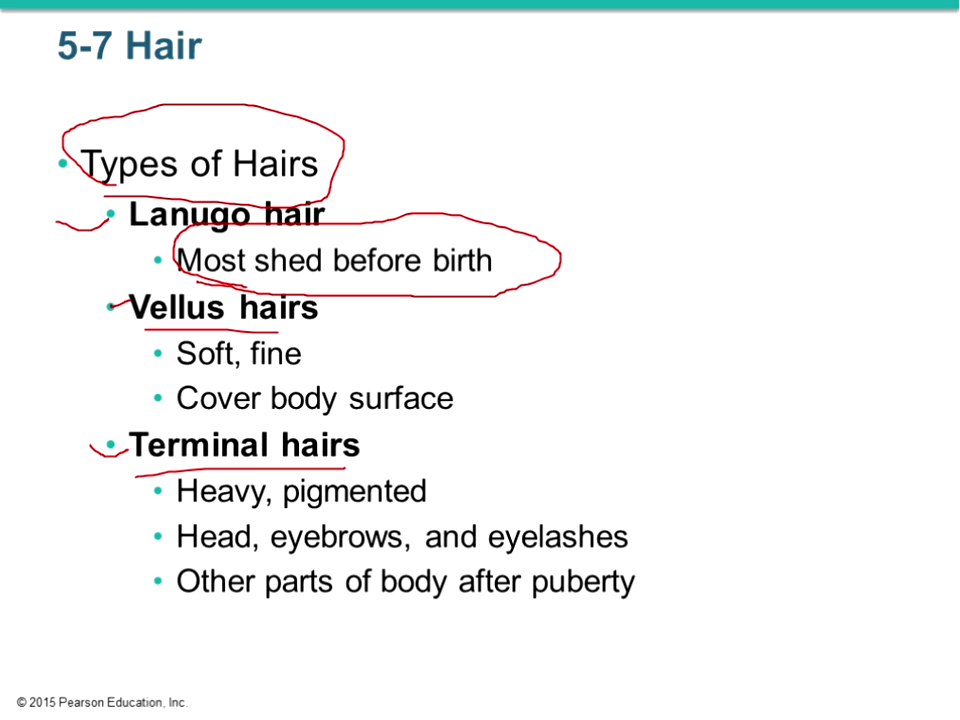 5-7 Hair
• Types of Hairs
• Lanugo hair
• Most shed before birth
• Vellus hairs
• Soft, fine
• Cover body surface
• Terminal hairs
• Heavy, pigmented
• Head, eyebrows, and eyelashes
• Other parts of body after puberty
© 2015 Pearson Education, Inc.